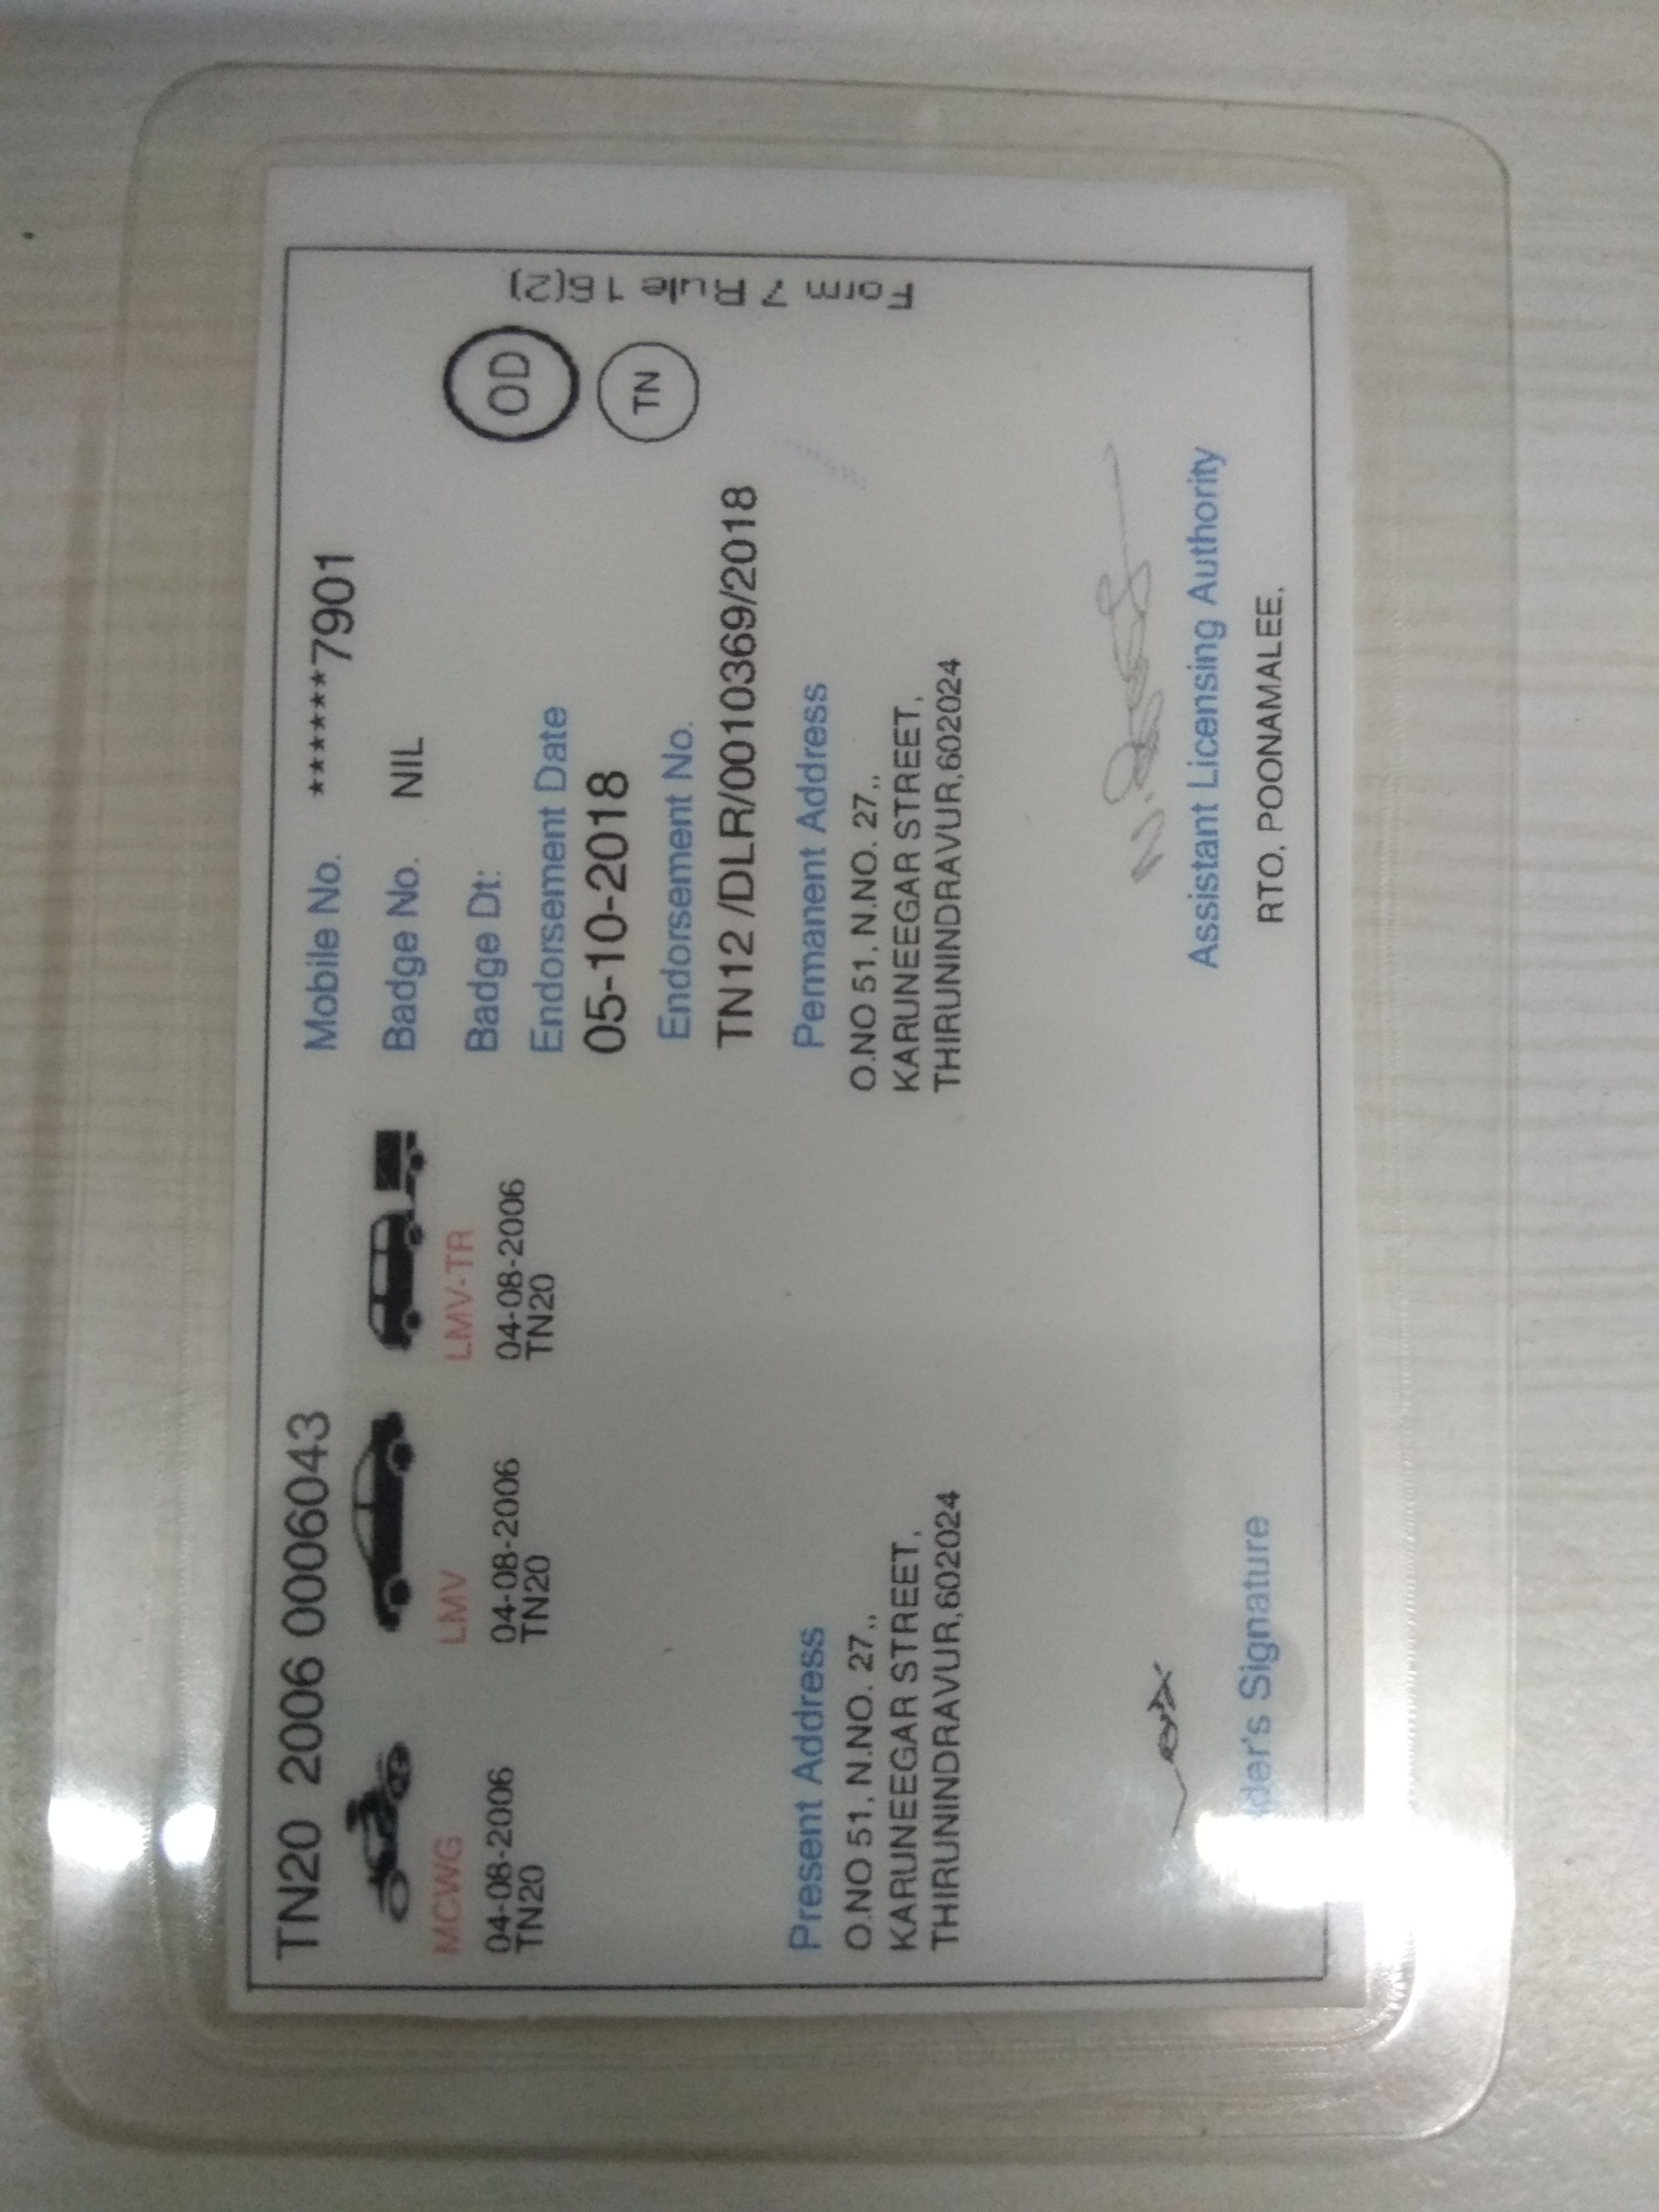 TN20 2006 0006043
Mobile No. *******7901
Badge No. NIL
Badge Dt:
MCWG
04-08-2006
TN20
LMV
04-08-2006
TN20
LMV-TR
04-08-2006
TN20
OD
TN
Form 7 Rule 16(2)
Endorsement Date
05-10-2018
Endorsement No.
TN12 /DLR/0010369/2018
Present Address
O.NO 51, N.NO. 27,,
KARUNEEGAR STREET,
THIRUNINDRAVUR,602024
Permanent Address
O.NO 51, N.NO. 27,,
KARUNEEGAR STREET,
THIRUNINDRAVUR,602024
Signature
Assistant Licensing Authority
RTO, POONAMALEE,